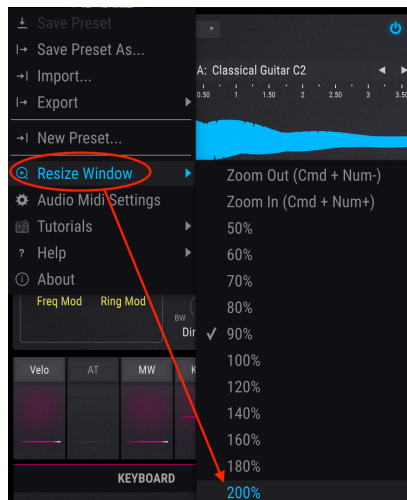 Save Preset
Save Preset As...
Import...
Export
New Preset...
Resize Window
Audio Midi Settings
Tutorials
Help
About
A: Classical Guitar C2
0.50 1 1.50 2 2.50 3 3.50
Zoom Out (Cmd + Num-)
Zoom In (Cmd + Num+)
50%
60%
70%
80%
90%
100%
120%
140%
160%
180%
200%
Freq Mod Ring Mod
BW
Velo AT MW
KEYBOARD